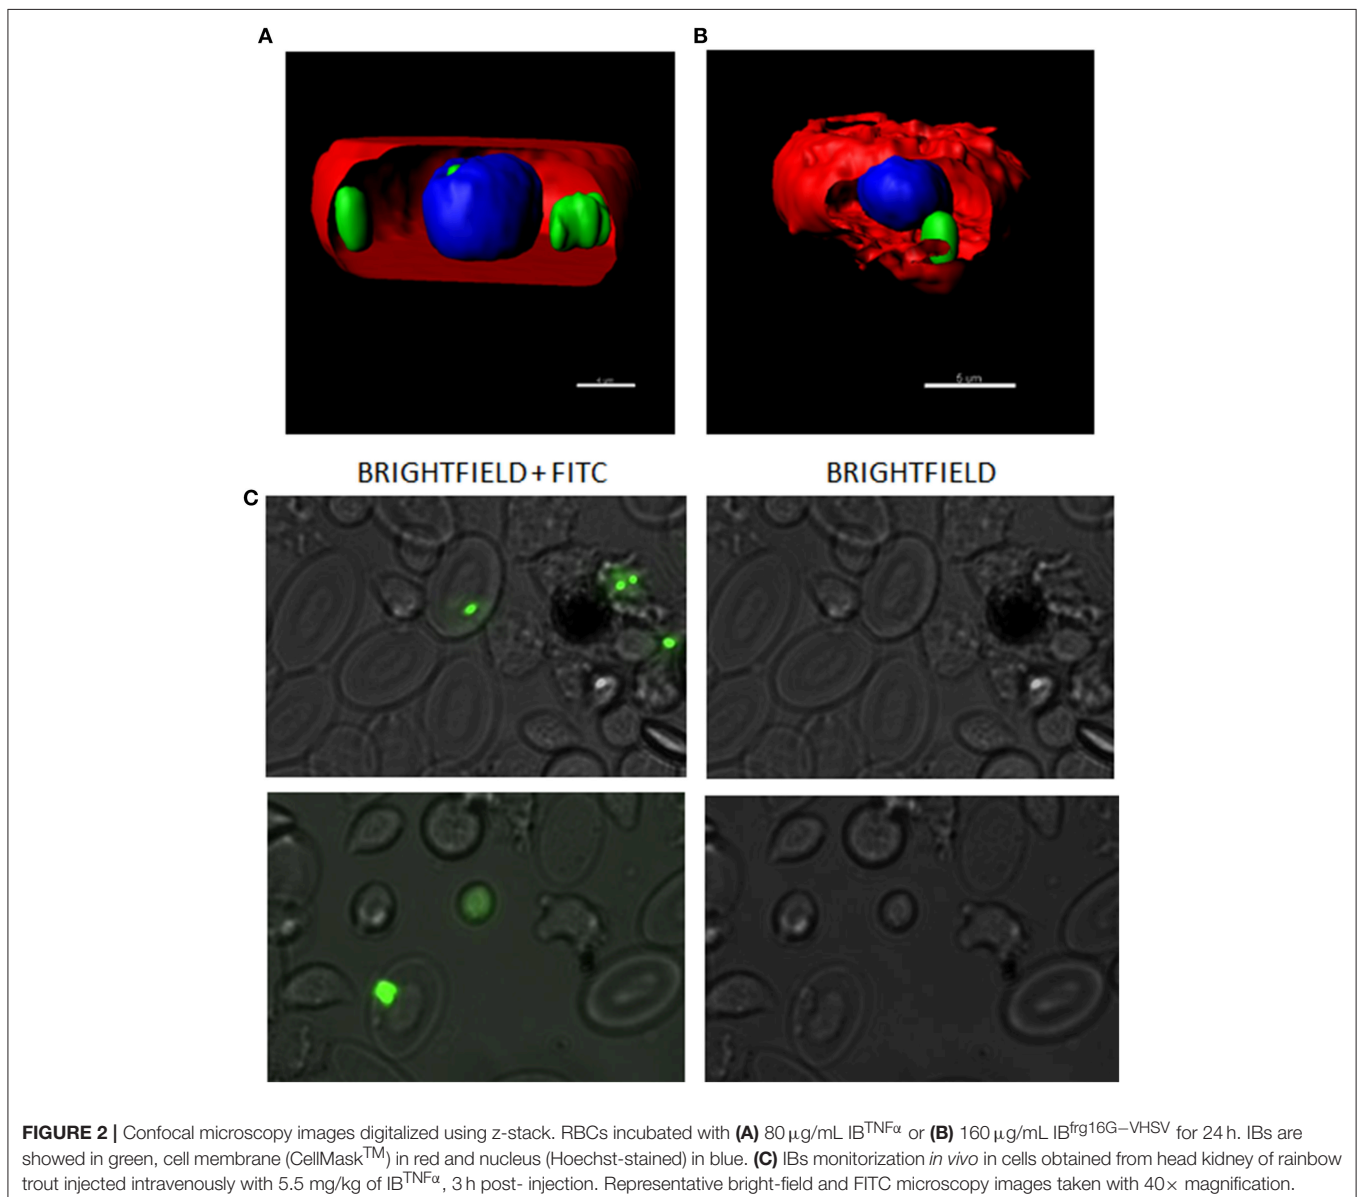 A
B
5 µm
BRIGHTFIELD + FITC
BRIGHTFIELD
C
FIGURE 2 | Confocal microscopy images digitalized using z-stack. RBCs incubated with (A) 80 µg/mL IBTNFα or (B) 160 µg/mL IBfrg16G−VHSV for 24 h. IBs are
showed in green, cell membrane (CellMaskTM) in red and nucleus (Hoechst-stained) in blue. (C) IBs monitorization in vivo in cells obtained from head kidney of rainbow
trout injected intravenously with 5.5 mg/kg of IBTNFα, 3 h post- injection. Representative bright-field and FITC microscopy images taken with 40× magnification.